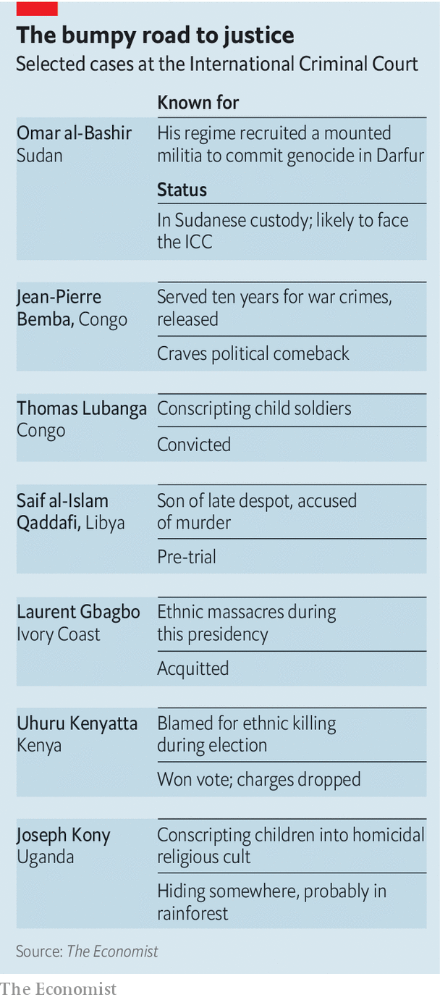 The bumpy road to justice
Selected cases at the International Criminal Court
Known for
Omar al-Bashir
Sudan
His regime recruited a mounted
militia to commit genocide in Darfur
Status
In Sudanese custody; likely to face
the ICC
Jean-Pierre
Bemba, Congo
Served ten years for war crimes,
released
Craves political comeback
Thomas Lubanga
Congo
Conscripting child soldiers
Convicted
Saif al-Islam
Qaddafi, Libya
Son of late despot, accused
of murder
Pre-trial
Laurent Gbagbo
Ivory Coast
Ethnic massacres during
this presidency
Acquitted
Uhuru Kenyatta
Kenya
Blamed for ethnic killing
during election
Won vote; charges dropped
Joseph Kony
Uganda
Conscripting children into homicidal
religious cult
Hiding somewhere, probably in
rainforest
Source: The Economist
The Economist